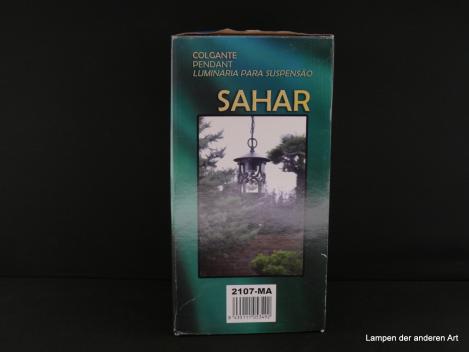 COLGANTE
PENDANT
LUMINÁRIA PARA SUSPENSÃO
SAHAR
2107-MA
Lampen der anderen Art